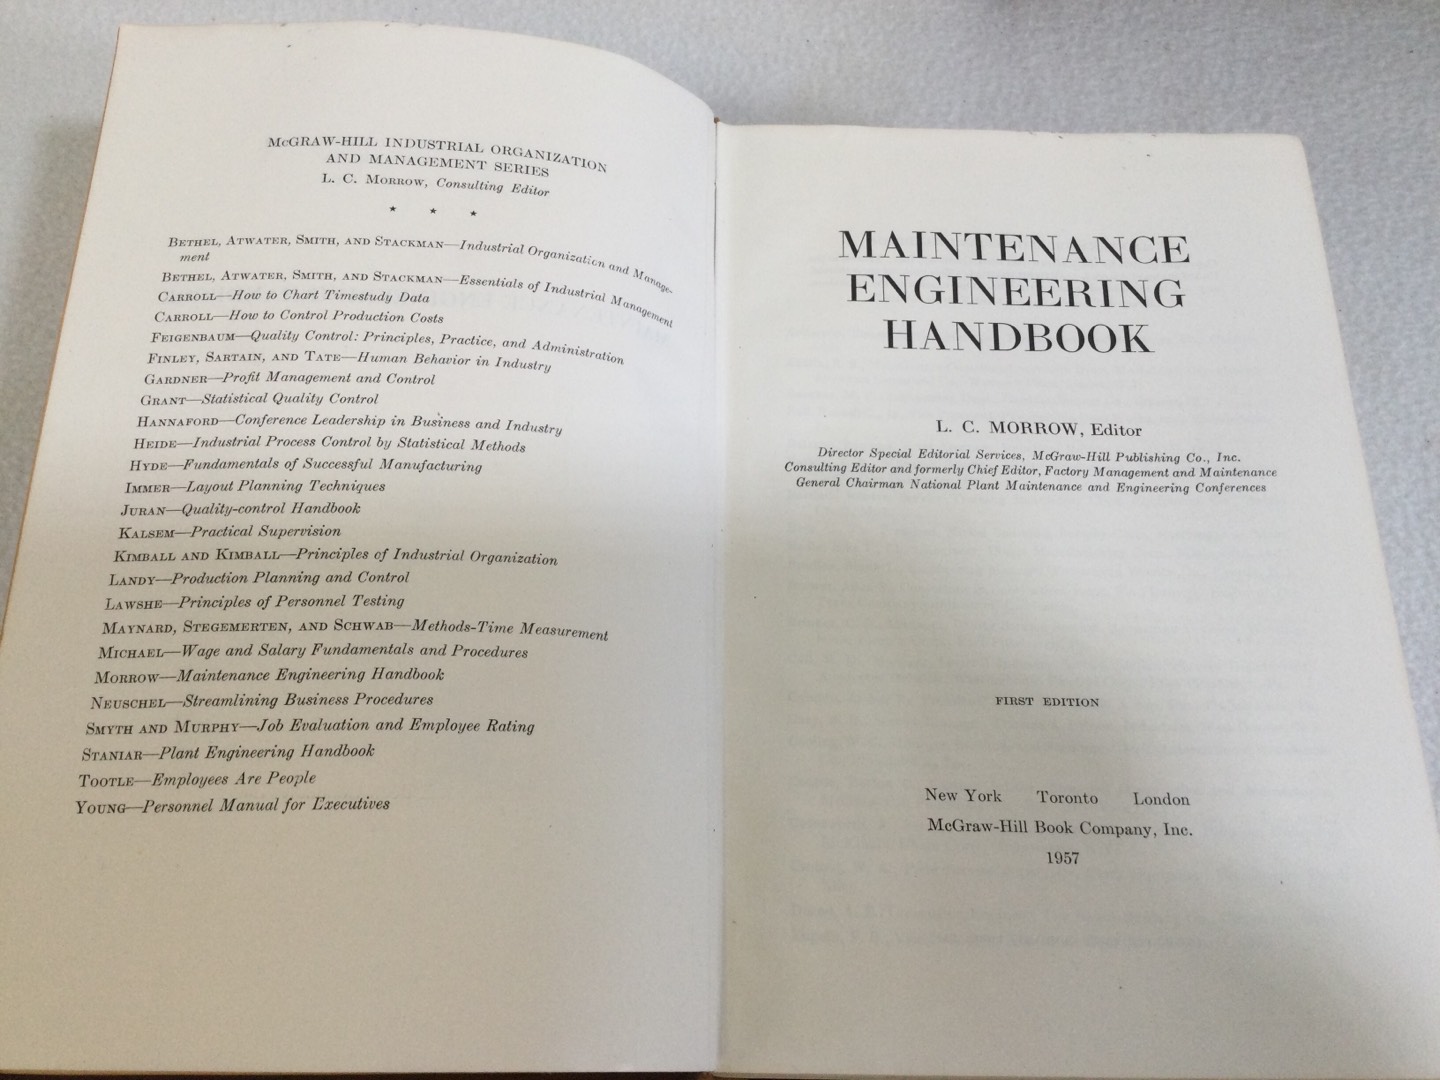 McGRAW-HILL INDUSTRIAL ORGANIZATION
AND MANAGEMENT SERIES
L. C. Morrow, Consulting Editor
★ ★ ★
Bethel, Atwater, Smith, and Stackman—Industrial Organization and Manage-
ment
Bethel, Atwater, Smith, and Stackman—Essentials of Industrial Management
Carroll—How to Chart Timestudy Data
Carroll—How to Control Production Costs
Feigenbaum—Quality Control: Principles, Practice, and Administration
Finley, Sartain, and Tate—Human Behavior in Industry
Gardner—Profit Management and Control
Grant—Statistical Quality Control
Hannaford—Conference Leadership in Business and Industry
Heide—Industrial Process Control by Statistical Methods
Hyde—Fundamentals of Successful Manufacturing
Immer—Layout Planning Techniques
Juran—Quality-control Handbook
Kalsem—Practical Supervision
Kimball and Kimball—Principles of Industrial Organization
Landy—Production Planning and Control
Lawshe—Principles of Personnel Testing
Maynard, Stegemerten, and Schwab—Methods-Time Measurement
Michael—Wage and Salary Fundamentals and Procedures
Morrow—Maintenance Engineering Handbook
Neuschel—Streamlining Business Procedures
Smyth and Murphy—Job Evaluation and Employee Rating
Staniar—Plant Engineering Handbook
Tootle—Employees Are People
Young—Personnel Manual for Executives
MAINTENANCE
ENGINEERING
HANDBOOK
L. C. MORROW, Editor
Director Special Editorial Services, McGraw-Hill Publishing Co., Inc.
Consulting Editor and formerly Chief Editor, Factory Management and Maintenance
General Chairman National Plant Maintenance and Engineering Conferences
FIRST EDITION
New York Toronto London
McGraw-Hill Book Company, Inc.
1957